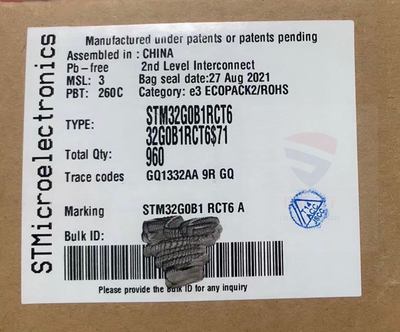 STMicroelectronics
Manufactured under patents or patents pending
Assembled in : CHINA
Pb-free 2nd Level Interconnect
MSL: 3 Bag seal date:27 Aug 2021
PBT: 260C Category: e3 ECOPACK2/ROHS
TYPE: STM32G0B1RCT6
32G0B1RCT6$71
Total Qty: 960
Trace codes GQ1332AA 9R GQ
Marking STM32G0B1 RCT6 A
Bulk ID:
Please provide the Bulk ID for any inquiry